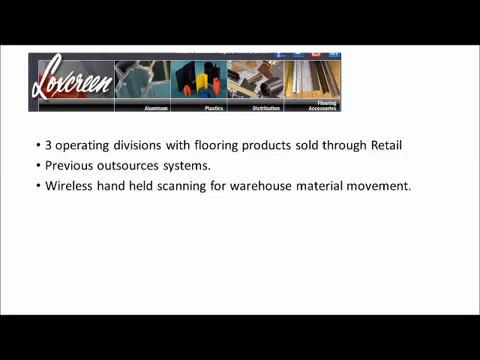 Loxcreen
Aluminum
Plastics
Distribution
Flooring
Accessories
• 3 operating divisions with flooring products sold through Retail
• Previous outsources systems.
• Wireless hand held scanning for warehouse material movement.